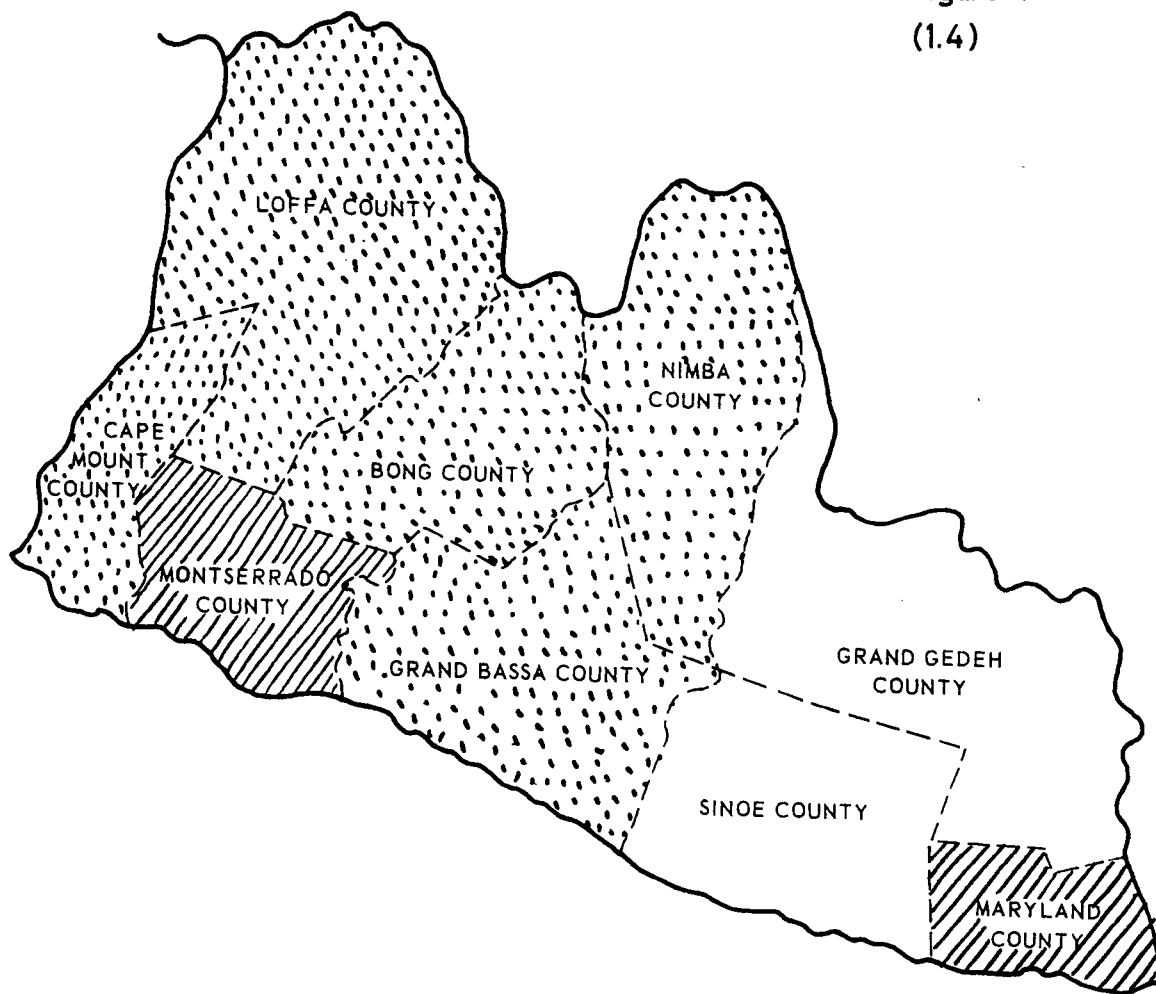 (1.4)
LOFFA COUNTY
NIMBA
COUNTY
CAPE
MOUNT
COUNTY
BONG COUNTY
MONTSERRADO
COUNTY
GRAND BASSA COUNTY
GRAND GEDEH
COUNTY
SINOE COUNTY
MARYLAND
COUNTY